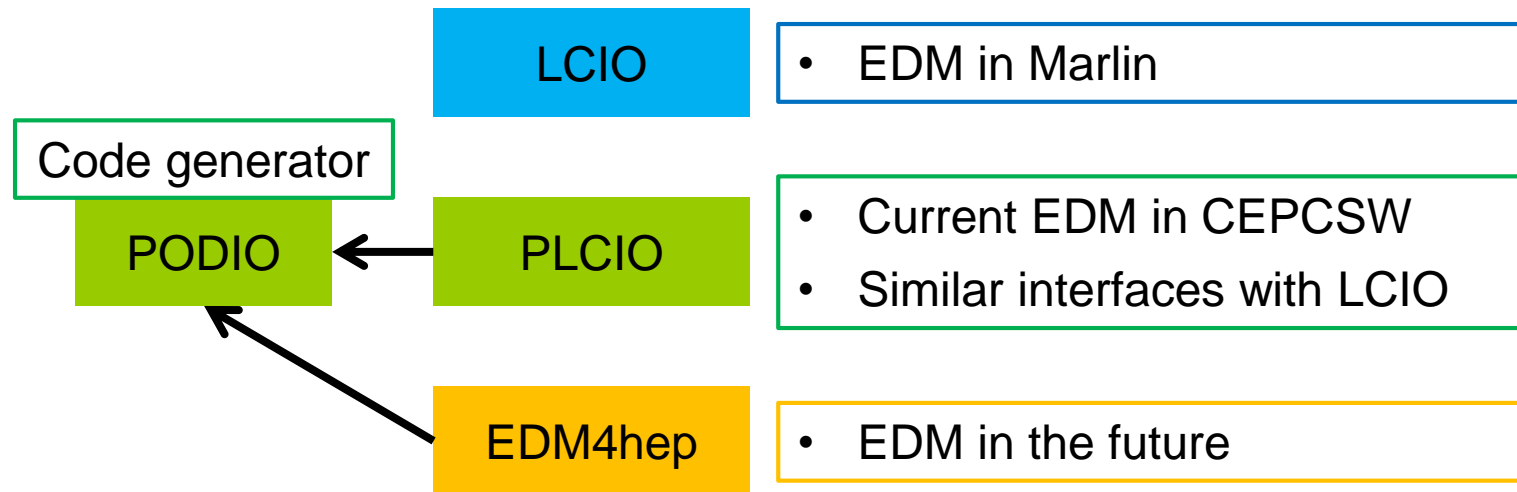 LCIO
• EDM in Marlin
Code generator
PODIO
PLCIO
• Current EDM in CEPCSW
• Similar interfaces with LCIO
EDM4hep
• EDM in the future